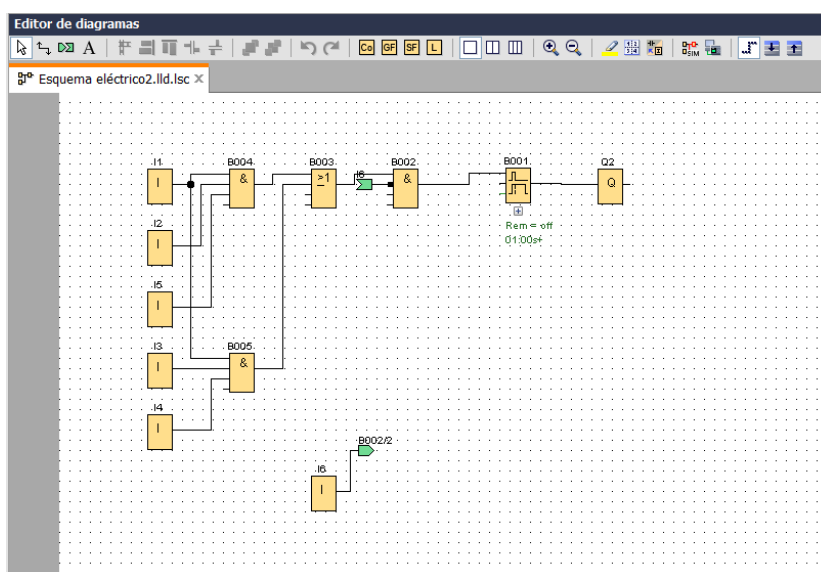 Editor de diagramas
A Co GF SF L
Esquema eléctrico2.lld.lsc
I1 B004 B003 B002 B001 Q2
I & ≥1 I6 & Q
I2
I
Rem = off
01:00s+
I5
I
I3 B005
I &
I4
I
B002/2
I6
I